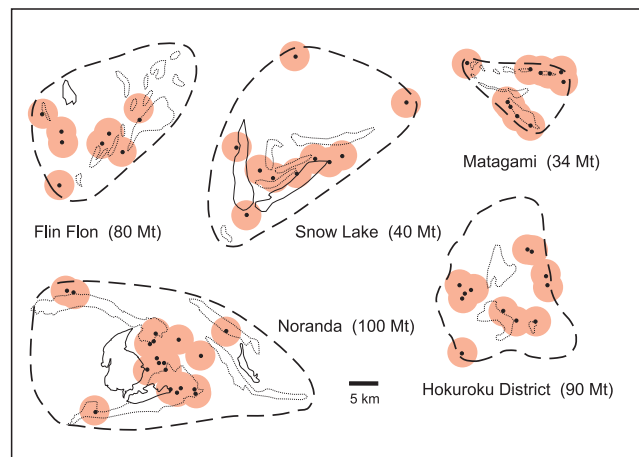 Matagami (34 Mt)
Flin Flon (80 Mt)
Snow Lake (40 Mt)
Noranda (100 Mt)
5 km
Hokuroku District (90 Mt)